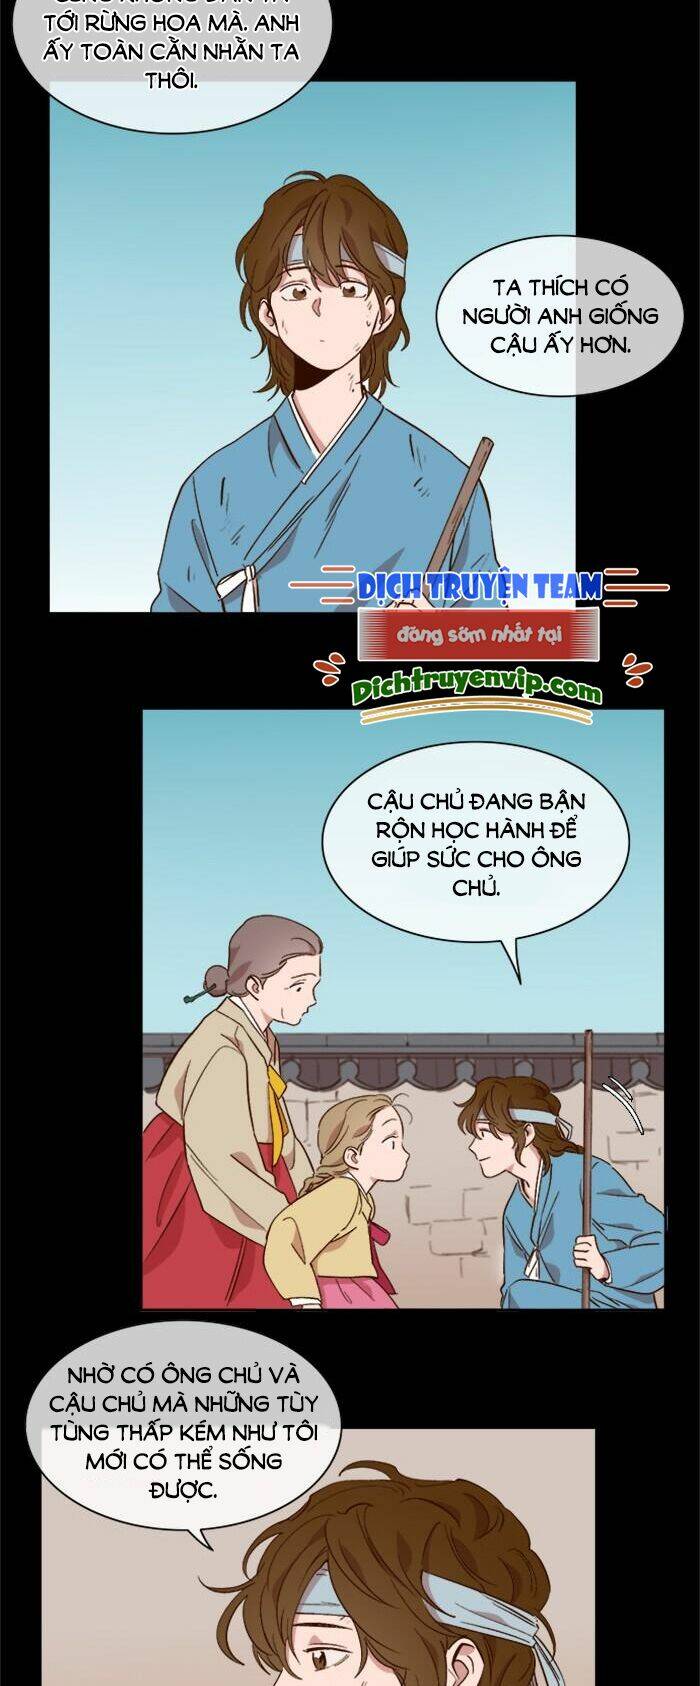 TỚI RỪNG HOA MÀ. ANH
ẤY TOÀN CẰN NHẰN TA
THÔI.
TA THÍCH CÓ
NGƯỜI ANH GIỐNG
CẬU ẤY HƠN.
DỊCH TRUYỆN TEAM
đăng sớm nhất tại
Dichtruyenvip.com
CẬU CHỦ ĐANG BẬN
RỘN HỌC HÀNH ĐỂ
GIÚP SỨC CHO ÔNG
CHỦ.
NHỜ CÓ ÔNG CHỦ VÀ
CẬU CHỦ MÀ NHỮNG TÙY
TÙNG THẤP KÉM NHƯ TÔI
MỚI CÓ THỂ SỐNG
ĐƯỢC.